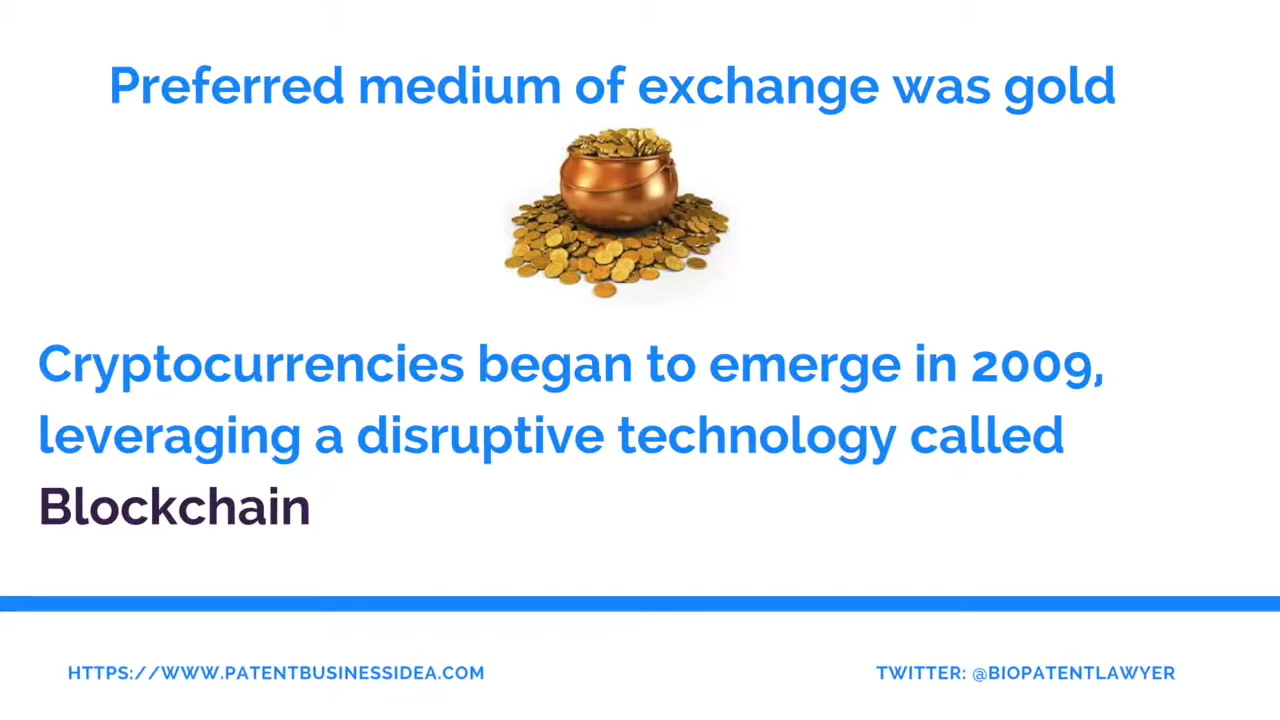 Preferred medium of exchange was gold
Cryptocurrencies began to emerge in 2009,
leveraging a disruptive technology called
Blockchain
HTTPS://WWW.PATENTBUSINESSIDEA.COM
TWITTER: @BIOPATENTLAWYER